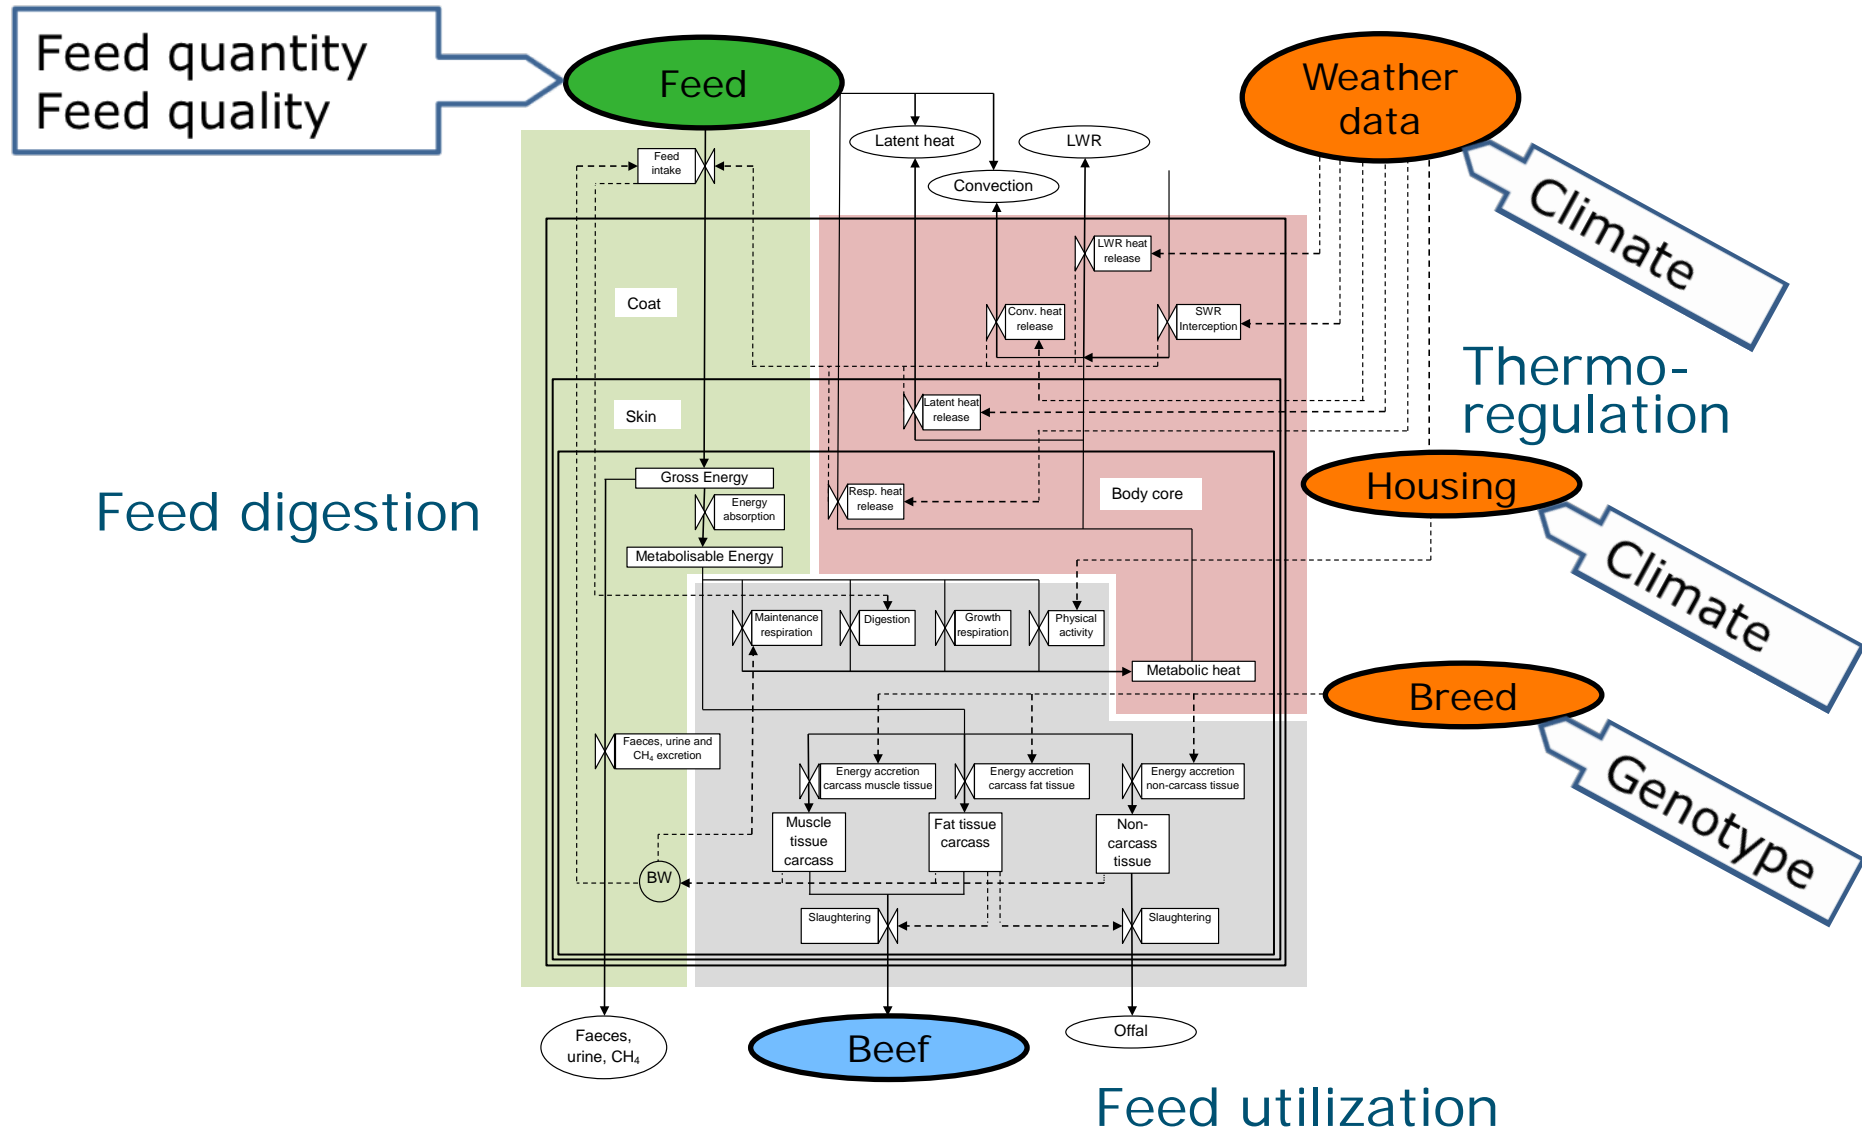 Feed quantity
Feed quality
Feed
Weather
data
Climate
Latent heat
LWR
Convection
Feed
intake
LWR heat
release
Coat
Conv. heat
release
SWR
Interception
Thermo-
regulation
Skin
Latent heat
release
Gross Energy
Energy
absorption
Resp. heat
release
Body core
Housing
Climate
Feed digestion
Metabolisable Energy
Maintenance
respiration
Digestion
Growth
respiration
Physical
activity
Metabolic heat
Breed
Genotype
Faeces, urine and
CH₄ excretion
Energy accretion
carcass muscle tissue
Energy accretion
carcass fat tissue
Energy accretion
non-carcass tissue
Muscle
tissue
carcass
Fat tissue
carcass
Non-
carcass
tissue
BW
Slaughtering
Slaughtering
Faeces,
urine, CH₄
Beef
Offal
Feed utilization